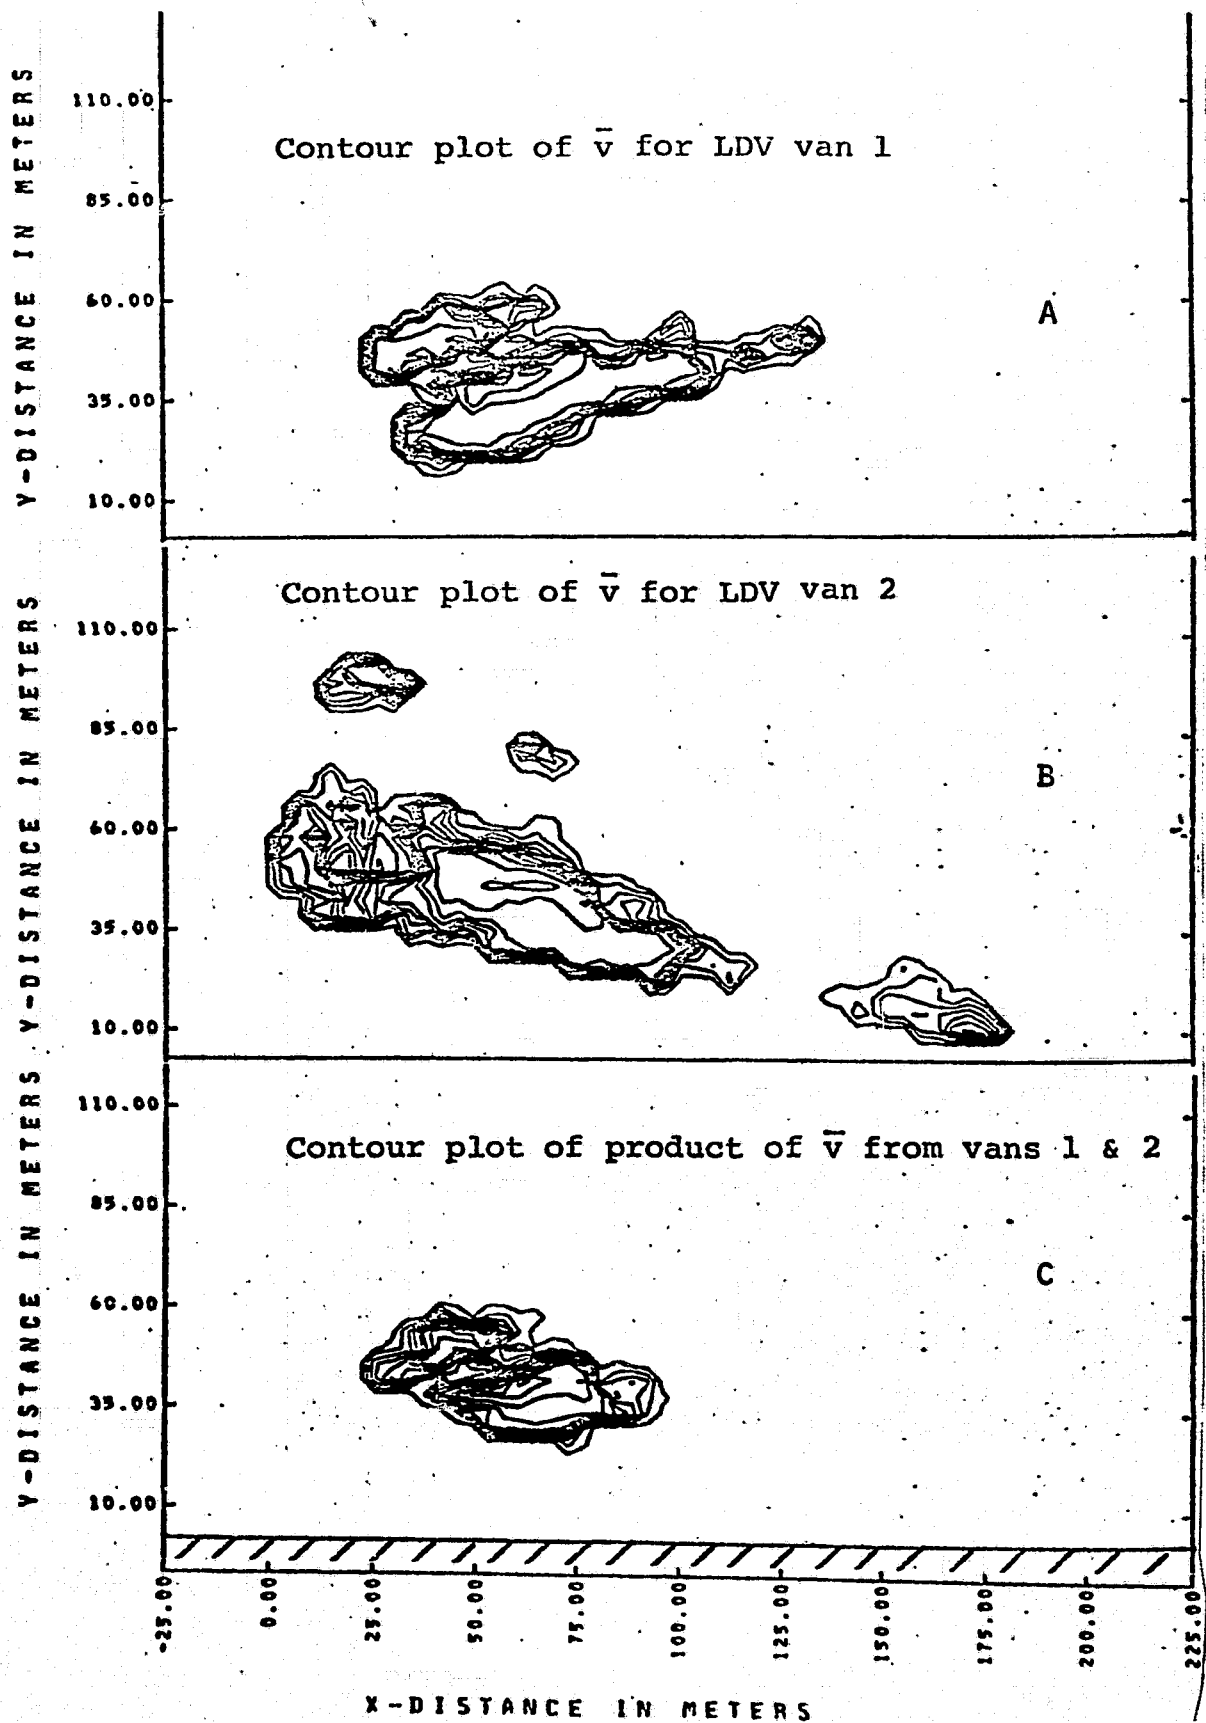 Y-DISTANCE IN METERS
110.00
Contour plot of v̄ for LDV van 1
85.00
60.00
A
35.00
10.00
Y-DISTANCE IN METERS
Contour plot of v̄ for LDV van 2
110.00
85.00
B
60.00
35.00
10.00
Y-DISTANCE IN METERS
110.00
Contour plot of product of v̄ from vans 1 & 2
85.00
C
60.00
35.00
10.00
-25.00 0.00 25.00 50.00 75.00 100.00 125.00 150.00 175.00 200.00 225.00
X-DISTANCE IN METERS